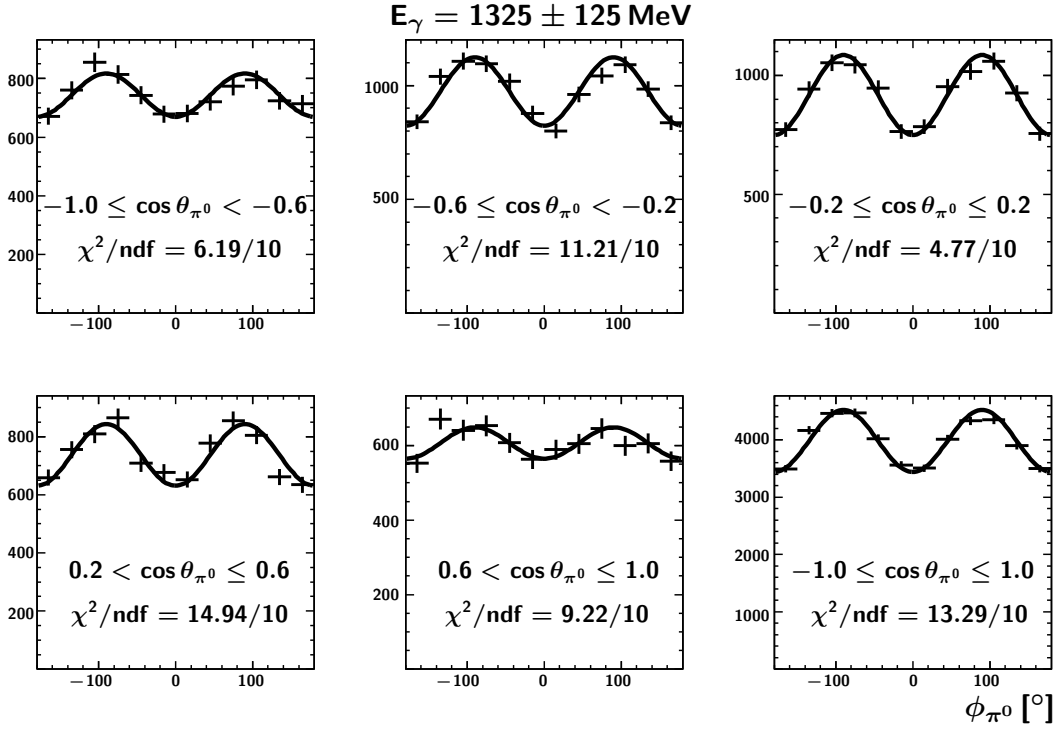 E_γ = 1325 ± 125 MeV
800
600
400
200
−100 0 100
−1.0 ≤ cos θ_π⁰ < −0.6
χ²/ndf = 6.19/10
1000
500
−100 0 100
−0.6 ≤ cos θ_π⁰ < −0.2
χ²/ndf = 11.21/10
1000
500
−100 0 100
−0.2 ≤ cos θ_π⁰ ≤ 0.2
χ²/ndf = 4.77/10
800
600
400
200
−100 0 100
0.2 < cos θ_π⁰ ≤ 0.6
χ²/ndf = 14.94/10
600
400
200
−100 0 100
0.6 < cos θ_π⁰ ≤ 1.0
χ²/ndf = 9.22/10
4000
3000
2000
1000
−100 0 100
−1.0 ≤ cos θ_π⁰ ≤ 1.0
χ²/ndf = 13.29/10
ϕ_π⁰ [°]